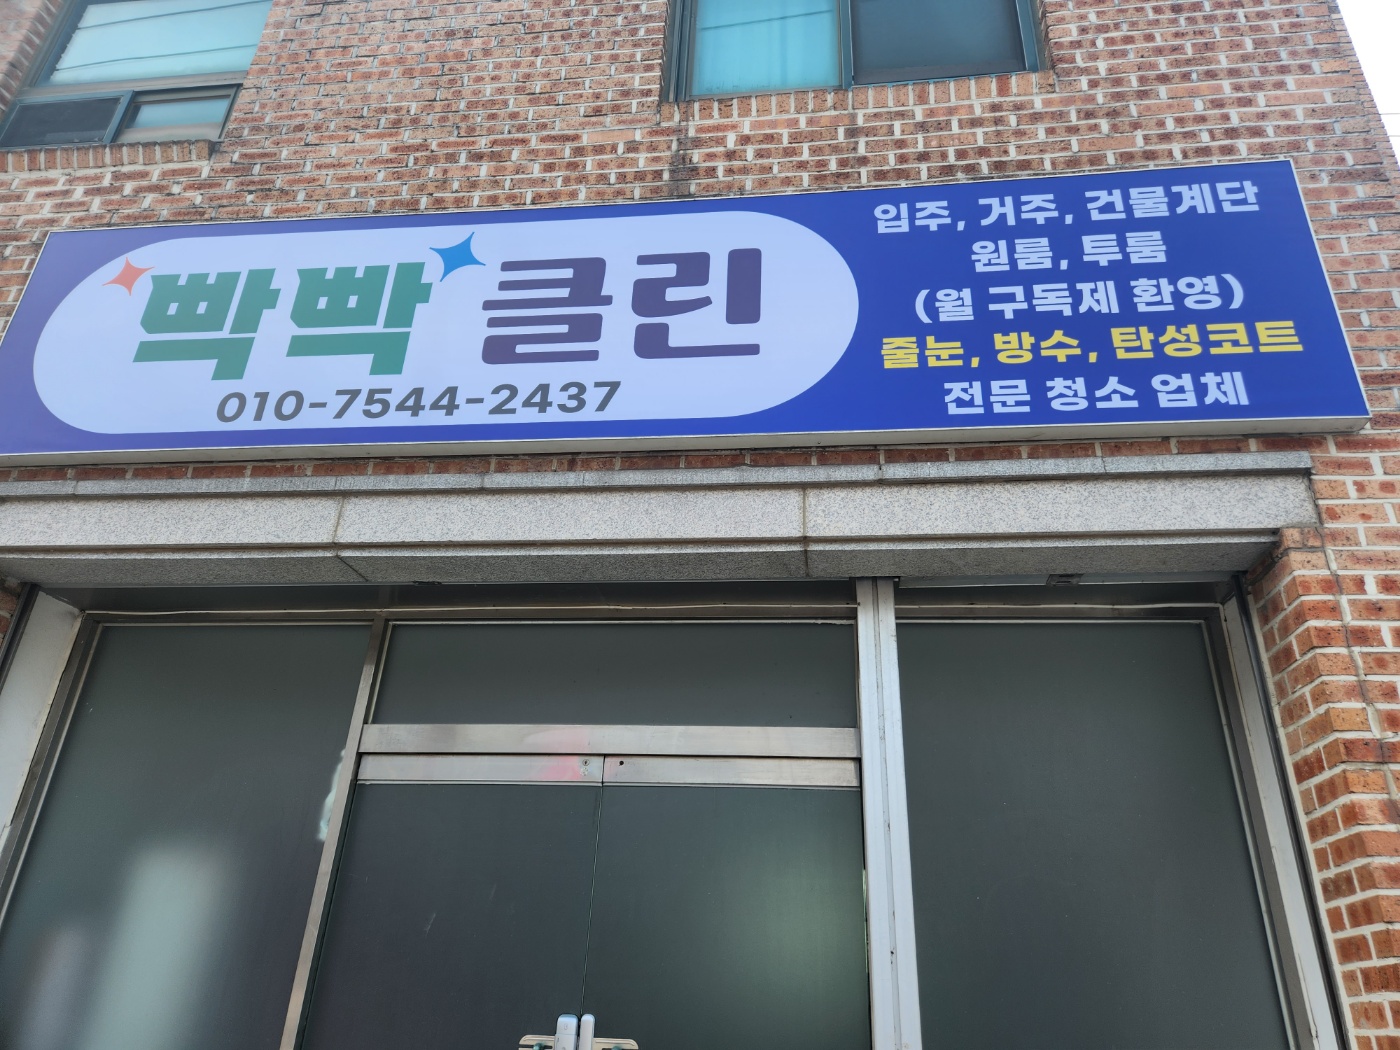 빡빡 클린
010-7544-2437
입주, 거주, 건물계단
원룸, 투룸
(월 구독제 환영)
줄눈, 방수, 탄성코트
전문 청소 업체